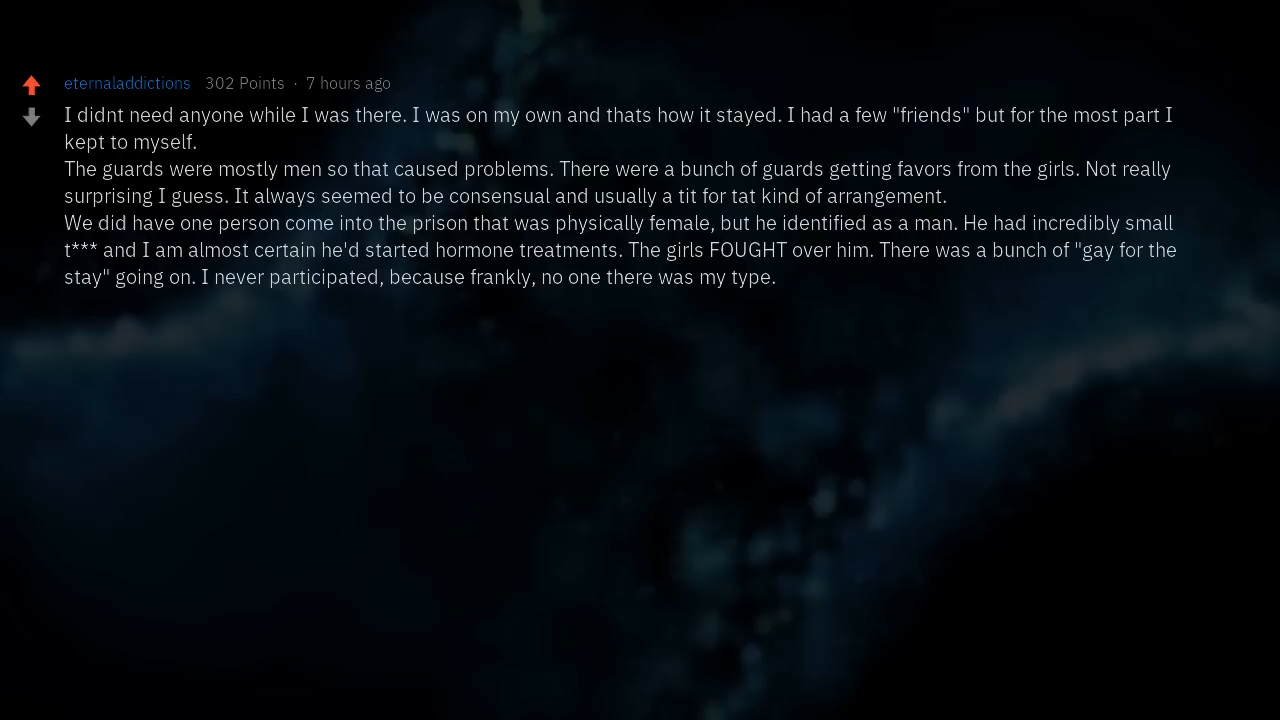 eternaladdictions 302 Points · 7 hours ago
I didnt need anyone while I was there. I was on my own and thats how it stayed. I had a few "friends" but for the most part I
kept to myself.
The guards were mostly men so that caused problems. There were a bunch of guards getting favors from the girls. Not really
surprising I guess. It always seemed to be consensual and usually a tit for tat kind of arrangement.
We did have one person come into the prison that was physically female, but he identified as a man. He had incredibly small
t*** and I am almost certain he'd started hormone treatments. The girls FOUGHT over him. There was a bunch of "gay for the
stay" going on. I never participated, because frankly, no one there was my type.